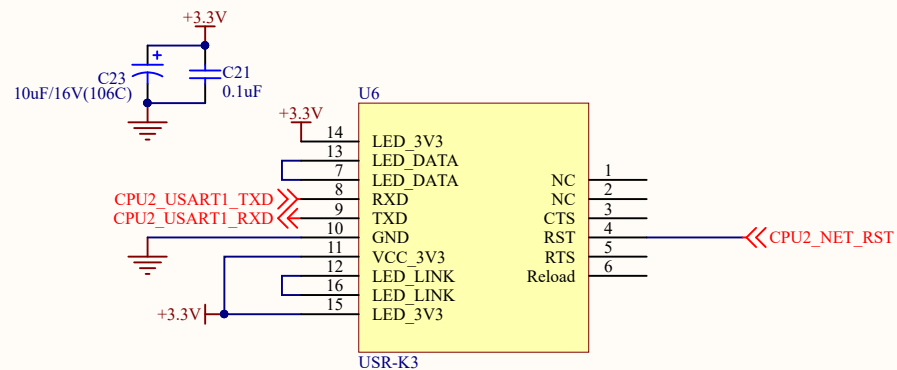 +3.3V
+
C23
10uF/16V(106C)
C21
0.1uF
U6
+3.3V
14 LED_3V3
13 LED_DATA
7 LED_DATA
CPU2_USART1_TXD 8 RXD
CPU2_USART1_RXD 9 TXD
10 GND
11 VCC_3V3
12 LED_LINK
16 LED_LINK
+3.3V 15 LED_3V3
NC 1
NC 2
CTS 3
RST 4 CPU2_NET_RST
RTS 5
Reload 6
USR-K3